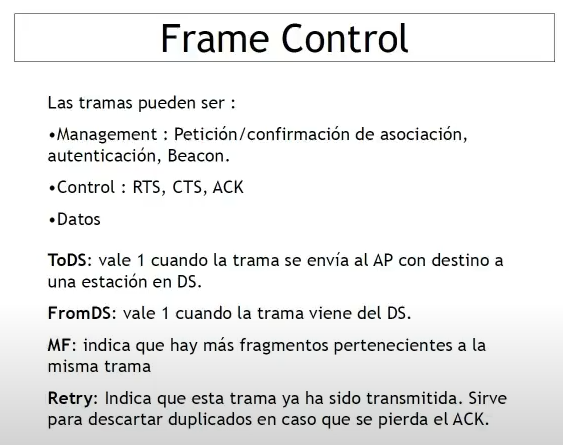 Frame Control
Las tramas pueden ser :
•Management : Petición/confirmación de asociación,
autenticación, Beacon.
•Control : RTS, CTS, ACK
•Datos
ToDS: vale 1 cuando la trama se envía al AP con destino a
una estación en DS.
FromDS: vale 1 cuando la trama viene del DS.
MF: indica que hay más fragmentos pertenecientes a la
misma trama
Retry: Indica que esta trama ya ha sido transmitida. Sirve
para descartar duplicados en caso que se pierda el ACK.